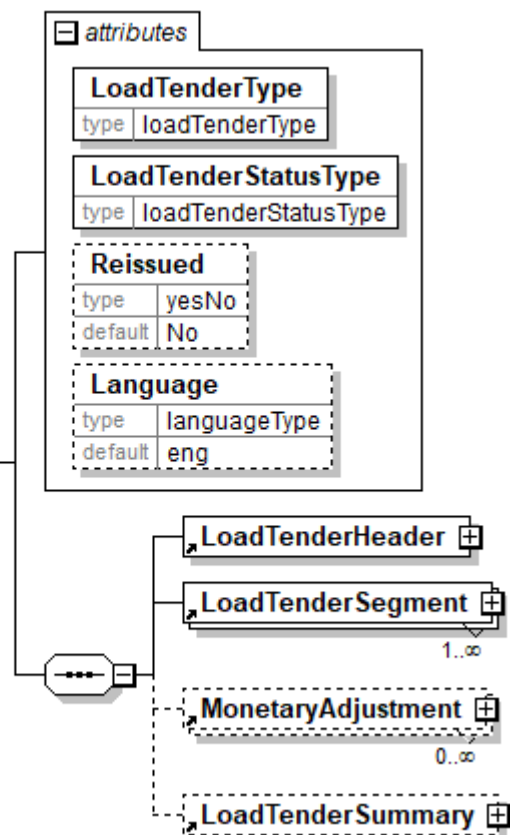 attributes
LoadTenderType
type loadTenderType
LoadTenderStatusType
type loadTenderStatusType
Reissued
type yesNo
default No
Language
type languageType
default eng
LoadTenderHeader
LoadTenderSegment
1..∞
MonetaryAdjustment
0..∞
LoadTenderSummary